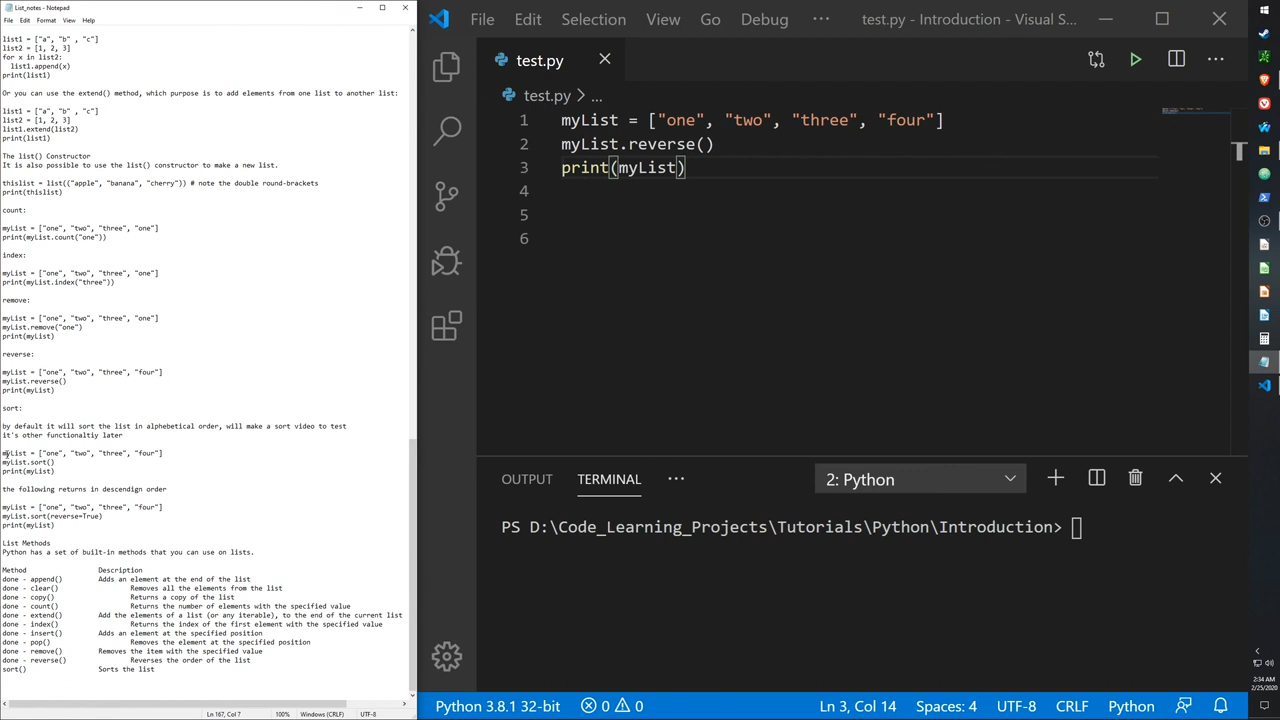 List_notes - Notepad
File Edit Format View Help
list1 = ["a", "b" , "c"]
list2 = [1, 2, 3]
for x in list2:
  list1.append(x)
print(list1)
Or you can use the extend() method, which purpose is to add elements from one list to another list:
list1 = ["a", "b" , "c"]
list2 = [1, 2, 3]
list1.extend(list2)
print(list1)
The list() Constructor
It is also possible to use the list() constructor to make a new list.
thislist = list(("apple", "banana", "cherry")) # note the double round-brackets
print(thislist)
count:
myList = ["one", "two", "three", "one"]
print(myList.count("one"))
index:
myList = ["one", "two", "three", "one"]
print(myList.index("three"))
remove:
myList = ["one", "two", "three", "one"]
myList.remove("one")
print(myList)
reverse:
myList = ["one", "two", "three", "four"]
myList.reverse()
print(myList)
sort:
by default it will sort the list in alphebetical order, will make a sort video to test
it's other functionaltiy later
myList = ["one", "two", "three", "four"]
myList.sort()
print(myList)
the following returns in descendign order
myList = ["one", "two", "three", "four"]
myList.sort(reverse=True)
print(myList)
List Methods
Python has a set of built-in methods that you can use on lists.
Method Description
done - append() Adds an element at the end of the list
done - clear() Removes all the elements from the list
done - copy() Returns a copy of the list
done - count() Returns the number of elements with the specified value
done - extend() Add the elements of a list (or any iterable), to the end of the current list
done - index() Returns the index of the first element with the specified value
done - insert() Adds an element at the specified position
done - pop() Removes the element at the specified position
done - remove() Removes the item with the specified value
done - reverse() Reverses the order of the list
sort() Sorts the list
Ln 167, Col 7 100% Windows (CRLF) UTF-8
File Edit Selection View Go Debug ··· test.py - Introduction - Visual S...
test.py
test.py > ...
1 myList = ["one", "two", "three", "four"]
2 myList.reverse()
3 print(myList)
4
5
6
OUTPUT TERMINAL ··· 2: Python
PS D:\Code_Learning_Projects\Tutorials\Python\Introduction>
Python 3.8.1 32-bit 0 0 Ln 3, Col 14 Spaces: 4 UTF-8 CRLF Python
2:34 AM
2/25/2020